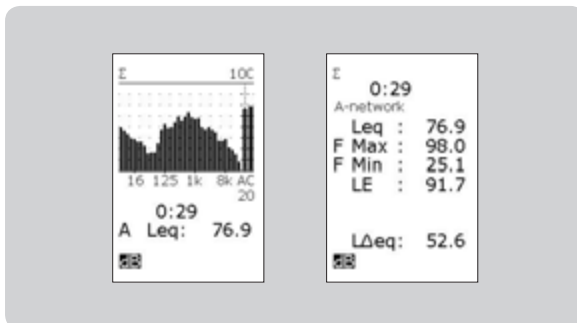 Σ 100
16 125 1k 8k AC
20
0:29
A Leq: 76.9
dB
Σ
0:29
A-network
Leq : 76.9
F Max : 98.0
F Min : 25.1
LE : 91.7
LΔeq: 52.6
dB